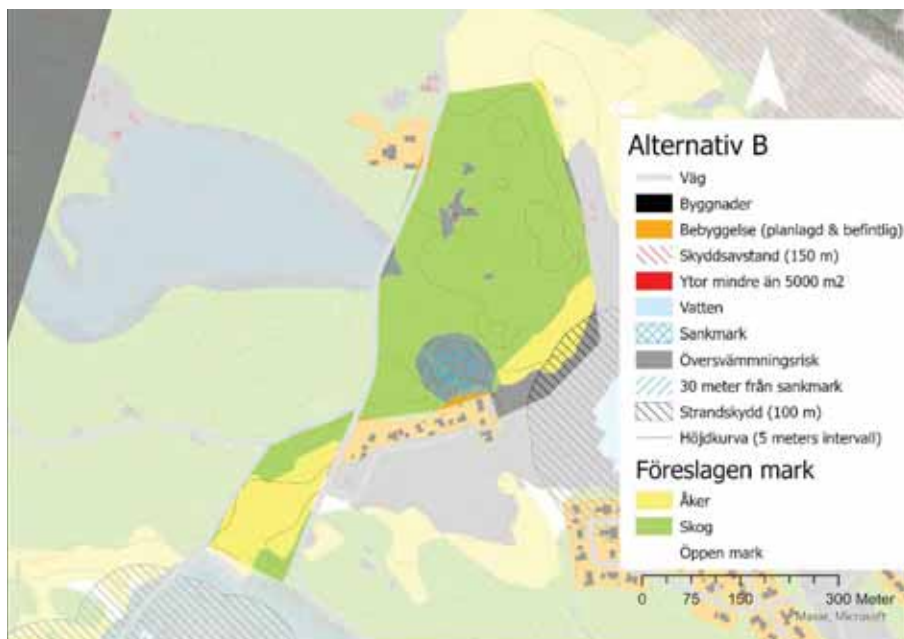 Alternativ B
Väg
Byggnader
Bebyggelse (planlagd & befintlig)
Skyddsavstand (150 m)
Ytor mindre än 5000 m2
Vatten
Sankmark
Översvämmningsrisk
30 meter från sankmark
Strandskydd (100 m)
Höjdkurva (5 meters intervall)
Föreslagen mark
Åker
Skog
Öppen mark
0 75 150 300 Meter
Maxar, Microsoft